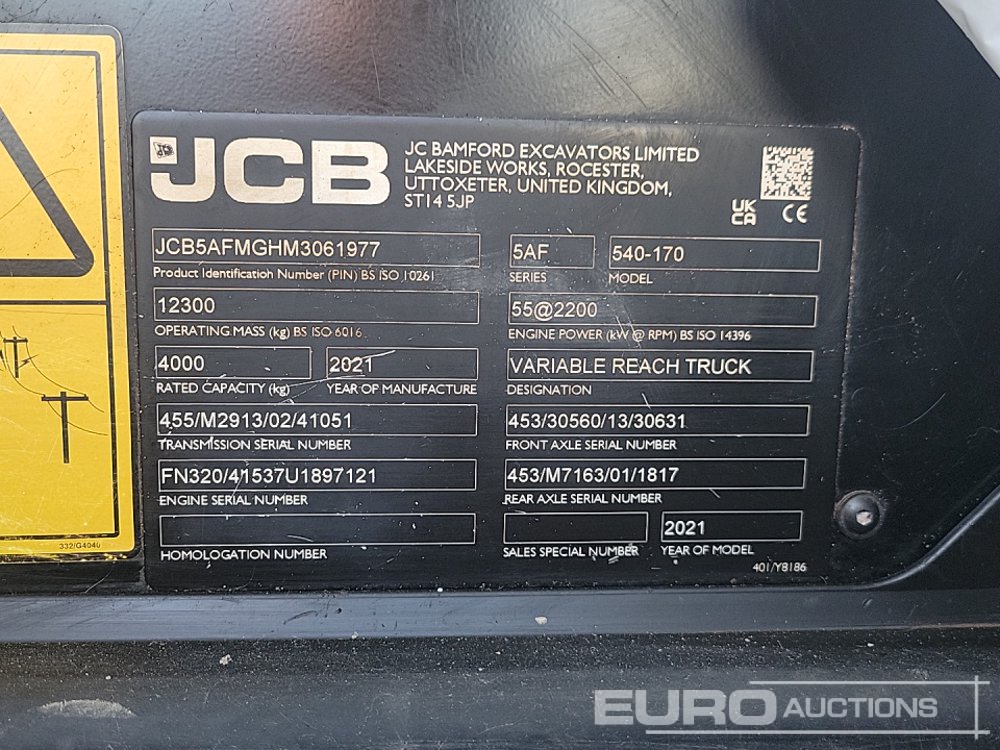 JCB
JC BAMFORD EXCAVATORS LIMITED
LAKESIDE WORKS, ROCESTER,
UTTOXETER, UNITED KINGDOM,
ST14 5JP
UK
CA CE
JCB5AFMGHM3061977 5AF 540-170
Product Identification Number (PIN) BS ISO 10261 SERIES MODEL
12300 55@2200
OPERATING MASS (kg) BS ISO 6016 ENGINE POWER (kW @ RPM) BS ISO 14396
4000 2021 VARIABLE REACH TRUCK
RATED CAPACITY (kg) YEAR OF MANUFACTURE DESIGNATION
455/M2913/02/41051 453/30560/13/30631
TRANSMISSION SERIAL NUMBER FRONT AXLE SERIAL NUMBER
FN320/41537U1897121 453/M7163/01/1817
ENGINE SERIAL NUMBER REAR AXLE SERIAL NUMBER
2021
HOMOLOGATION NUMBER SALES SPECIAL NUMBER YEAR OF MODEL
401/Y8186
332/G4040
EURO AUCTIONS